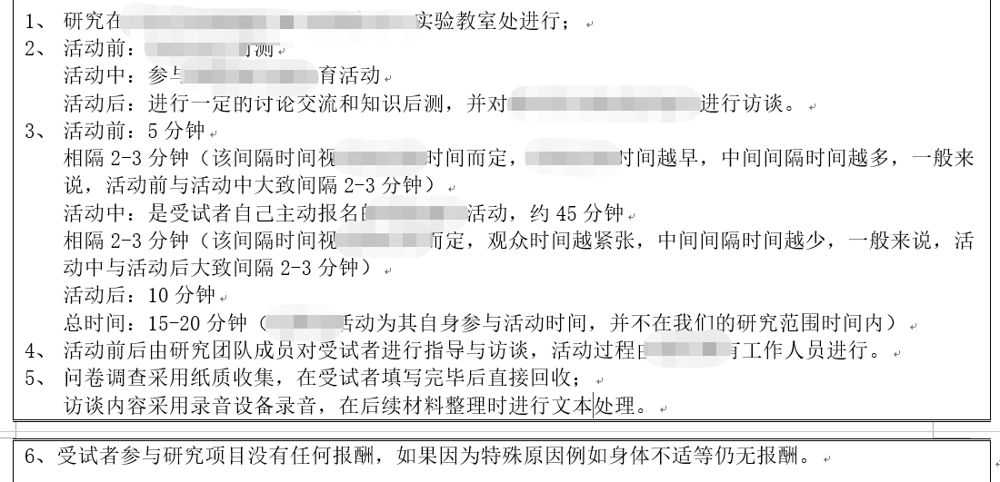 1、 研究在 实验教室处进行；
2、 活动前： 测
活动中：参与 育活动
活动后：进行一定的讨论交流和知识后测，并对 进行访谈。
3、 活动前：5 分钟
相隔 2-3 分钟（该间隔时间视 时间而定， 时间越早，中间间隔时间越多，一般来
说，活动前与活动中大致间隔 2-3 分钟）
活动中：是受试者自己主动报名的 活动，约 45 分钟
相隔 2-3 分钟（该间隔时间视 而定，观众时间越紧张，中间间隔时间越少，一般来说，活
动中与活动后大致间隔 2-3 分钟）
活动后：10 分钟
总时间：15-20 分钟（ 活动为其自身参与活动时间，并不在我们的研究范围时间内）
4、 活动前后由研究团队成员对受试者进行指导与访谈，活动过程由 有工作人员进行。
5、 问卷调查采用纸质收集，在受试者填写完毕后直接回收；
访谈内容采用录音设备录音，在后续材料整理时进行文本处理。
6、受试者参与研究项目没有任何报酬，如果因为特殊原因例如身体不适等仍无报酬。